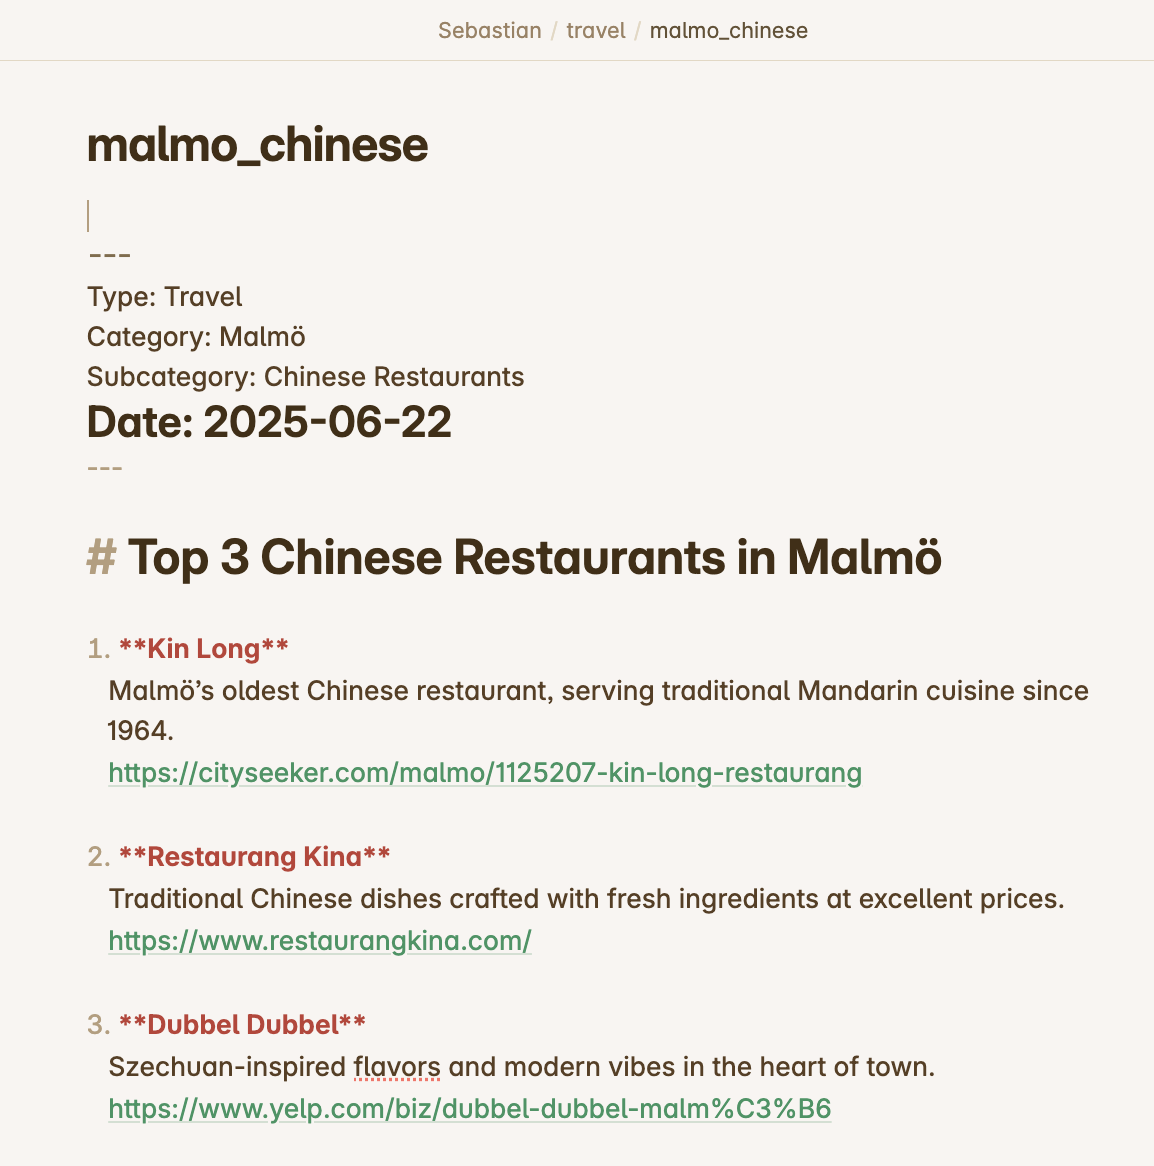 Sebastian / travel / malmo_chinese
malmo_chinese
---
Type: Travel
Category: Malmö
Subcategory: Chinese Restaurants
Date: 2025-06-22
---
# Top 3 Chinese Restaurants in Malmö
1. **Kin Long**
Malmö’s oldest Chinese restaurant, serving traditional Mandarin cuisine since
1964.
https://cityseeker.com/malmo/1125207-kin-long-restaurang
2. **Restaurang Kina**
Traditional Chinese dishes crafted with fresh ingredients at excellent prices.
https://www.restaurangkina.com/
3. **Dubbel Dubbel**
Szechuan-inspired flavors and modern vibes in the heart of town.
https://www.yelp.com/biz/dubbel-dubbel-malm%C3%B6